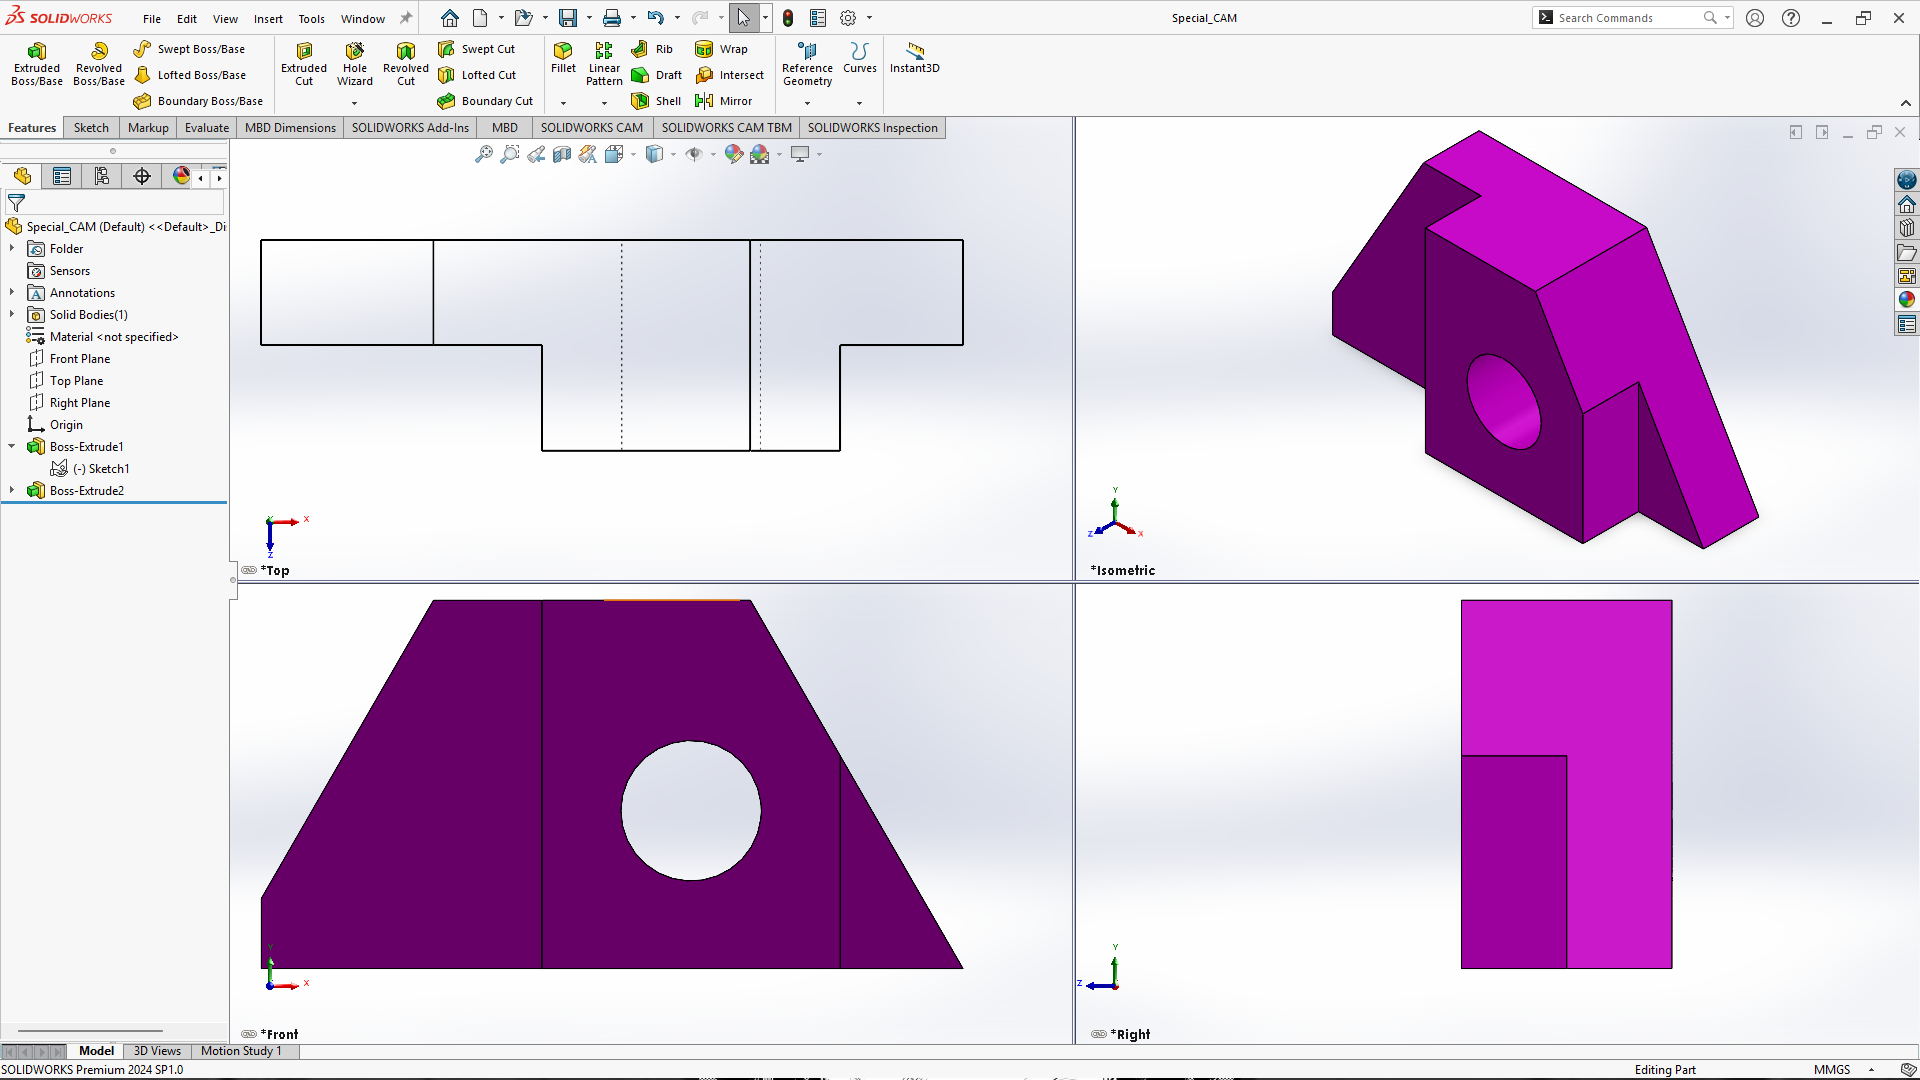 SOLIDWORKS File Edit View Insert Tools Window Special_CAM Search Commands
Extruded Boss/Base
Revolved Boss/Base
Swept Boss/Base
Lofted Boss/Base
Boundary Boss/Base
Extruded Cut
Hole Wizard
Revolved Cut
Swept Cut
Lofted Cut
Boundary Cut
Fillet
Linear Pattern
Rib
Draft
Shell
Wrap
Intersect
Mirror
Reference Geometry
Curves
Instant3D
Features Sketch Markup Evaluate MBD Dimensions SOLIDWORKS Add-Ins MBD SOLIDWORKS CAM SOLIDWORKS CAM TBM SOLIDWORKS Inspection
Special_CAM (Default) <<Default>_Di
Folder
Sensors
Annotations
Solid Bodies(1)
Material <not specified>
Front Plane
Top Plane
Right Plane
Origin
Boss-Extrude1
(-) Sketch1
Boss-Extrude2
Y X Z
*Top
Y Z X
*Isometric
Y X
*Front
Y Z
*Right
Model 3D Views Motion Study 1
SOLIDWORKS Premium 2024 SP1.0 Editing Part MMGS